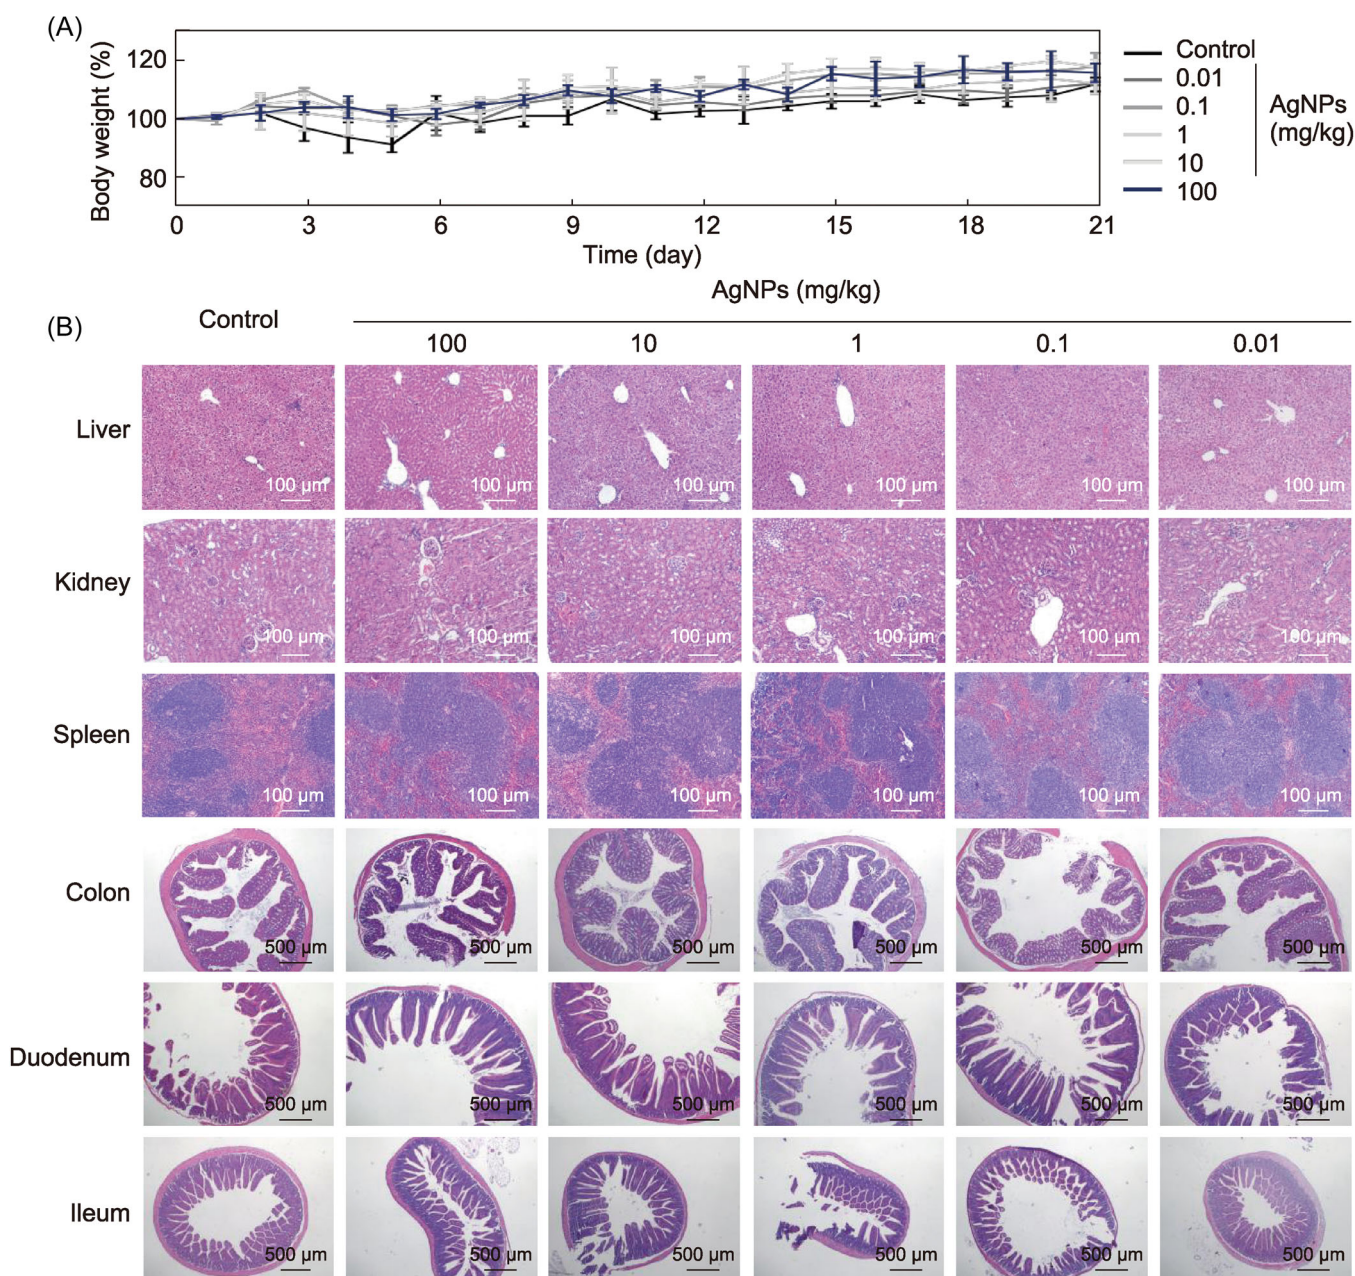 (A)
Body weight (%)
120
100
80
0 3 6 9 12 15 18 21
Time (day)
Control
0.01
0.1
1
10
100
AgNPs
(mg/kg)
(B)
Control
AgNPs (mg/kg)
100 10 1 0.1 0.01
Liver
100 µm 100 µm 100 µm 100 µm 100 µm 100 µm
Kidney
100 µm 100 µm 100 µm 100 µm 100 µm 100 µm
Spleen
100 µm 100 µm 100 µm 100 µm 100 µm 100 µm
Colon
500 µm 500 µm 500 µm 500 µm 500 µm 500 µm
Duodenum
500 µm 500 µm 500 µm 500 µm 500 µm 500 µm
Ileum
500 µm 500 µm 500 µm 500 µm 500 µm 500 µm